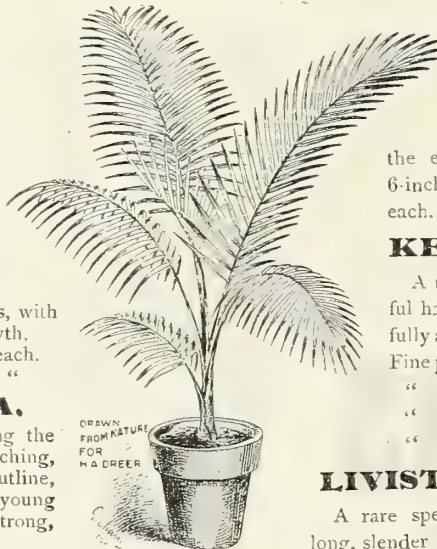 s, with
vth.
each.
"
A.
ng the
ching,
utline,
young
trong,
DRAWN
FROM NATURE
FOR
H A DREER
the e
6-inch
each.
KE
A
ful ha
fully a
Fine p
"
"
"
LIVIST
A rare spe
long, slender